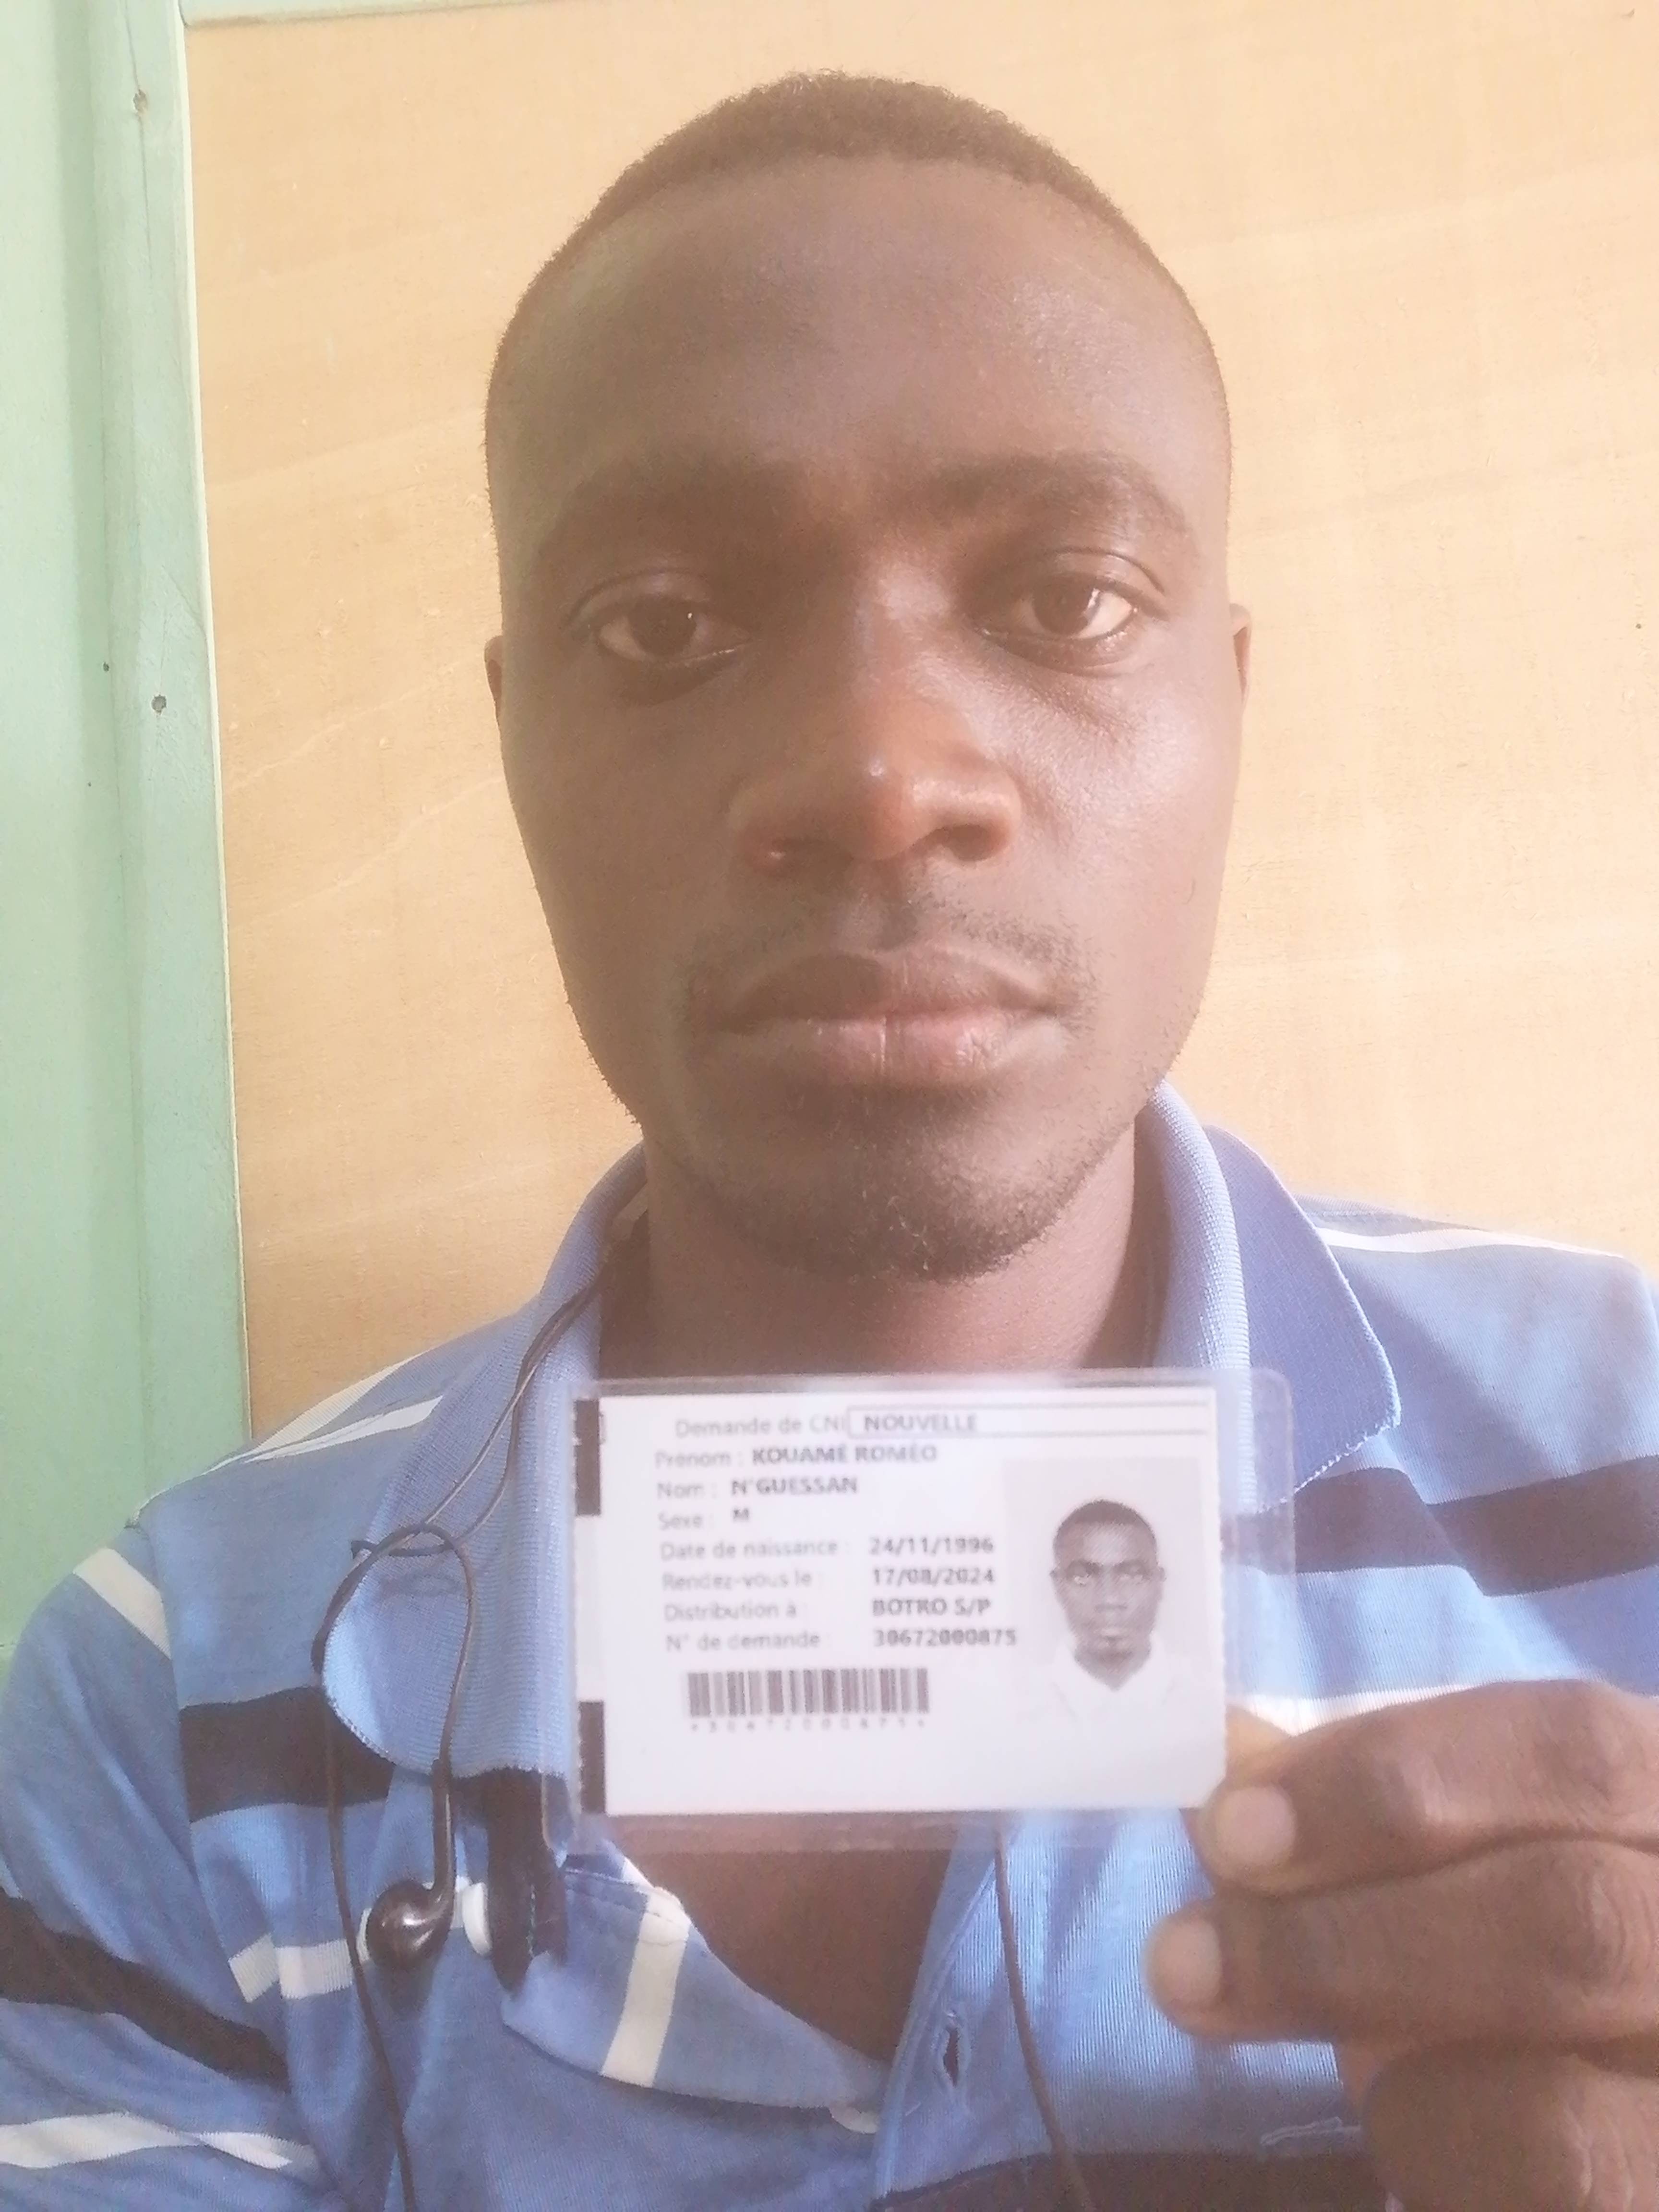 Demande de CNI NOUVELLE
Prénom : KOUAMÉ ROMÉO
Nom : N'GUESSAN
Sexe : M
Date de naissance : 24/11/1996
Rendez-vous le : 17/08/2024
Distribution à : BOTRO S/P
N° de demande : 30672000875